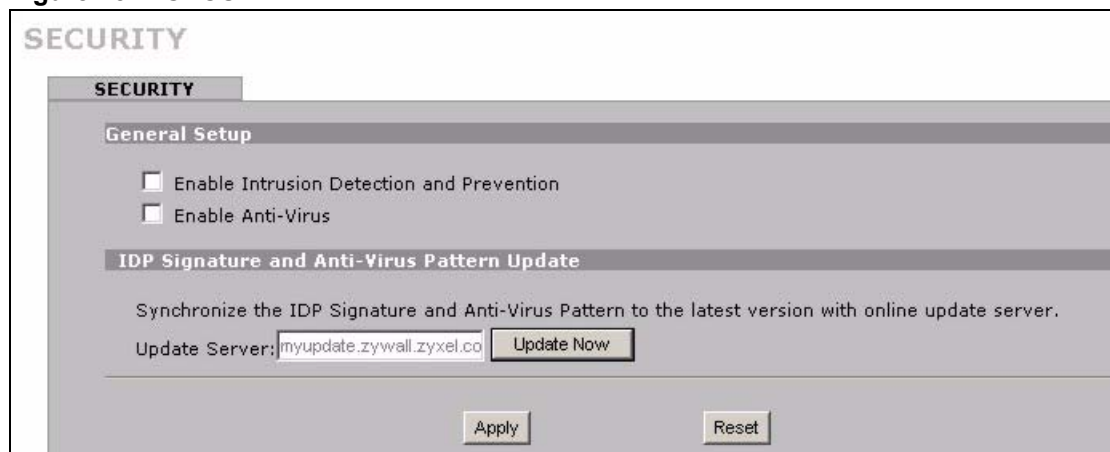 SECURITY
SECURITY
General Setup
Enable Intrusion Detection and Prevention
Enable Anti-Virus
IDP Signature and Anti-Virus Pattern Update
Synchronize the IDP Signature and Anti-Virus Pattern to the latest version with online update server.
Update Server: myupdate.zywall.zyxel.co Update Now
Apply Reset